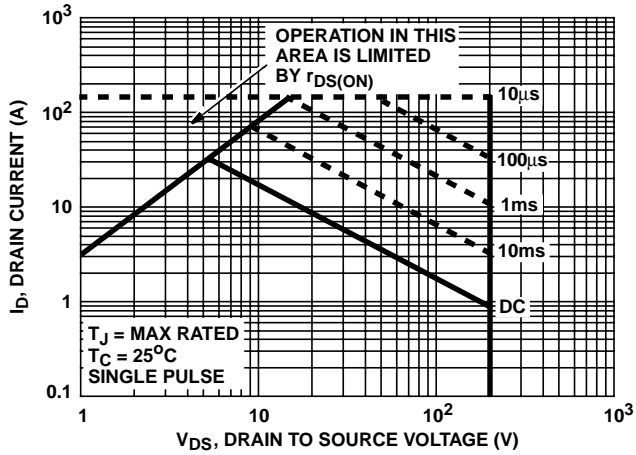 10³
OPERATION IN THIS
AREA IS LIMITED
BY rDS(ON)
10µs
10²
100µs
10
1ms
10ms
1
DC
TJ = MAX RATED
TC = 25°C
SINGLE PULSE
0.1
1
10
10²
10³
VDS, DRAIN TO SOURCE VOLTAGE (V)
ID, DRAIN CURRENT (A)